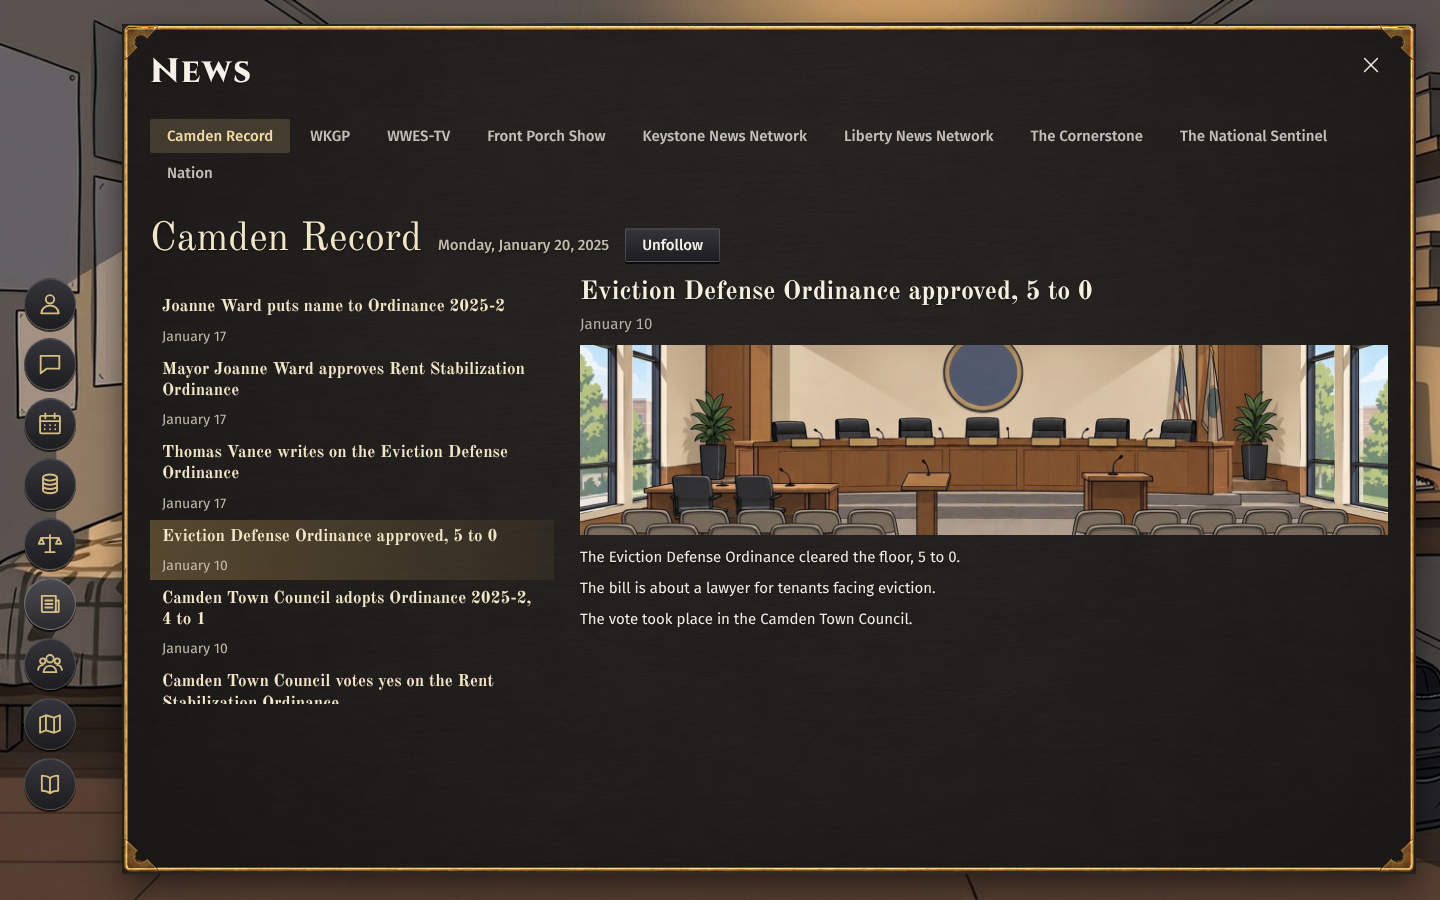 News
Camden Record
WKGP
WWES-TV
Front Porch Show
Keystone News Network
Liberty News Network
The Cornerstone
The National Sentinel
Nation
Camden Record
Monday, January 20, 2025
Unfollow
Joanne Ward puts name to Ordinance 2025-2
January 17
Mayor Joanne Ward approves Rent Stabilization
Ordinance
January 17
Thomas Vance writes on the Eviction Defense
Ordinance
January 17
Eviction Defense Ordinance approved, 5 to 0
January 10
Camden Town Council adopts Ordinance 2025-2,
4 to 1
January 10
Camden Town Council votes yes on the Rent
Stabilization Ordinance
Eviction Defense Ordinance approved, 5 to 0
January 10
The Eviction Defense Ordinance cleared the floor, 5 to 0.
The bill is about a lawyer for tenants facing eviction.
The vote took place in the Camden Town Council.